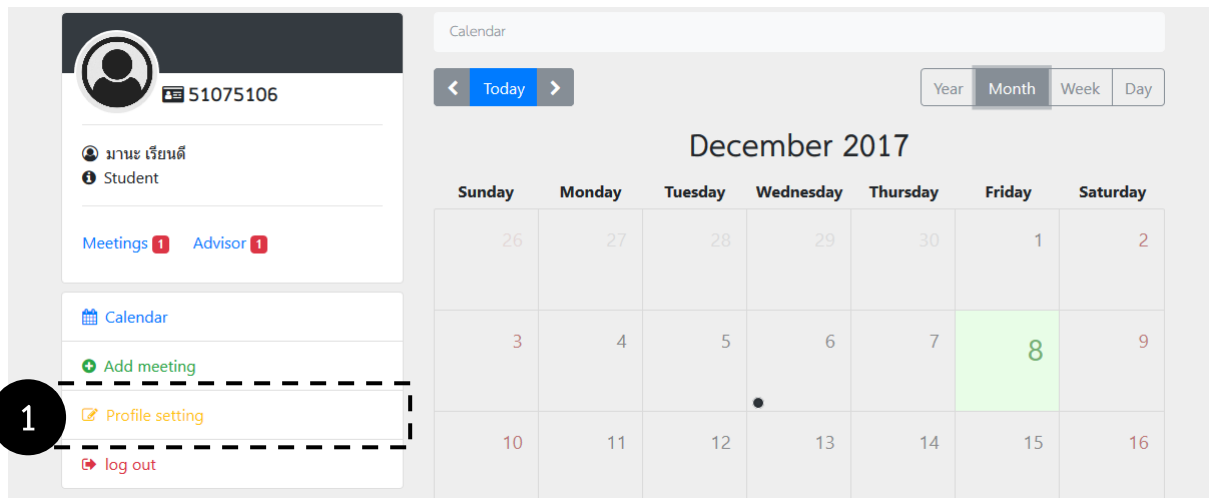 51075106
มานะ เรียนดี
Student
Meetings 1 Advisor 1
Calendar
Add meeting
1
Profile setting
log out
Calendar
Today
Year Month Week Day
December 2017
Sunday Monday Tuesday Wednesday Thursday Friday Saturday
26 27 28 29 30 1 2
3 4 5 6 7 8 9
10 11 12 13 14 15 16